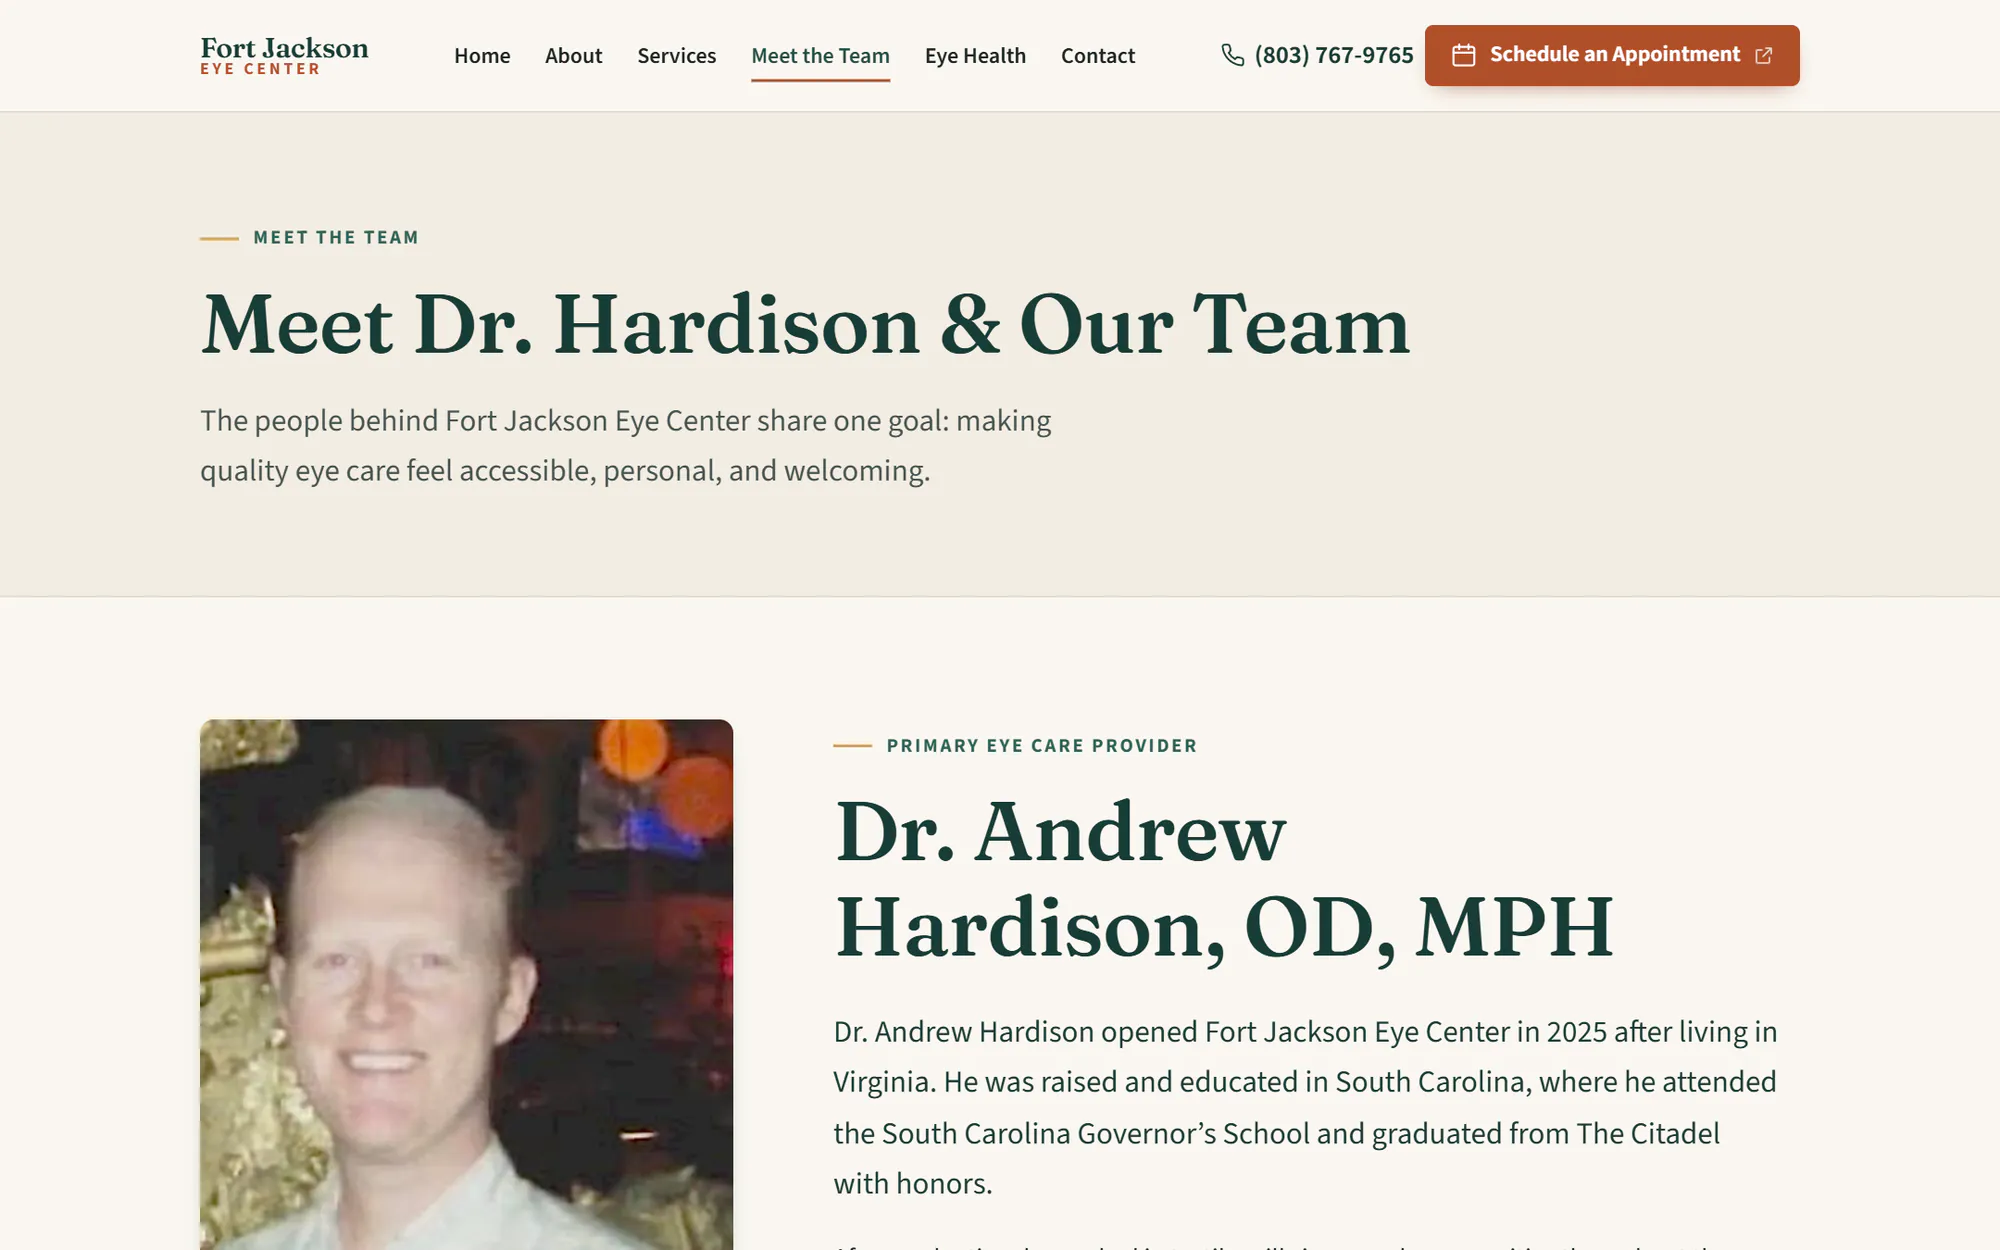 Fort Jackson
EYE CENTER
Home
About
Services
Meet the Team
Eye Health
Contact
(803) 767-9765
Schedule an Appointment
MEET THE TEAM
Meet Dr. Hardison & Our Team
The people behind Fort Jackson Eye Center share one goal: making
quality eye care feel accessible, personal, and welcoming.
PRIMARY EYE CARE PROVIDER
Dr. Andrew
Hardison, OD, MPH
Dr. Andrew Hardison opened Fort Jackson Eye Center in 2025 after living in
Virginia. He was raised and educated in South Carolina, where he attended
the South Carolina Governor’s School and graduated from The Citadel
with honors.